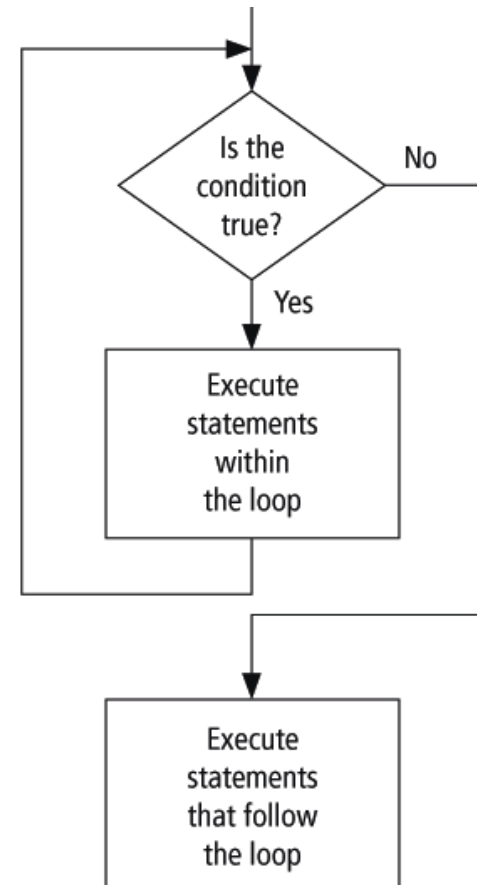 Is the
condition
true?
No
Yes
Execute
statements
within
the loop
Execute
statements
that follow
the loop